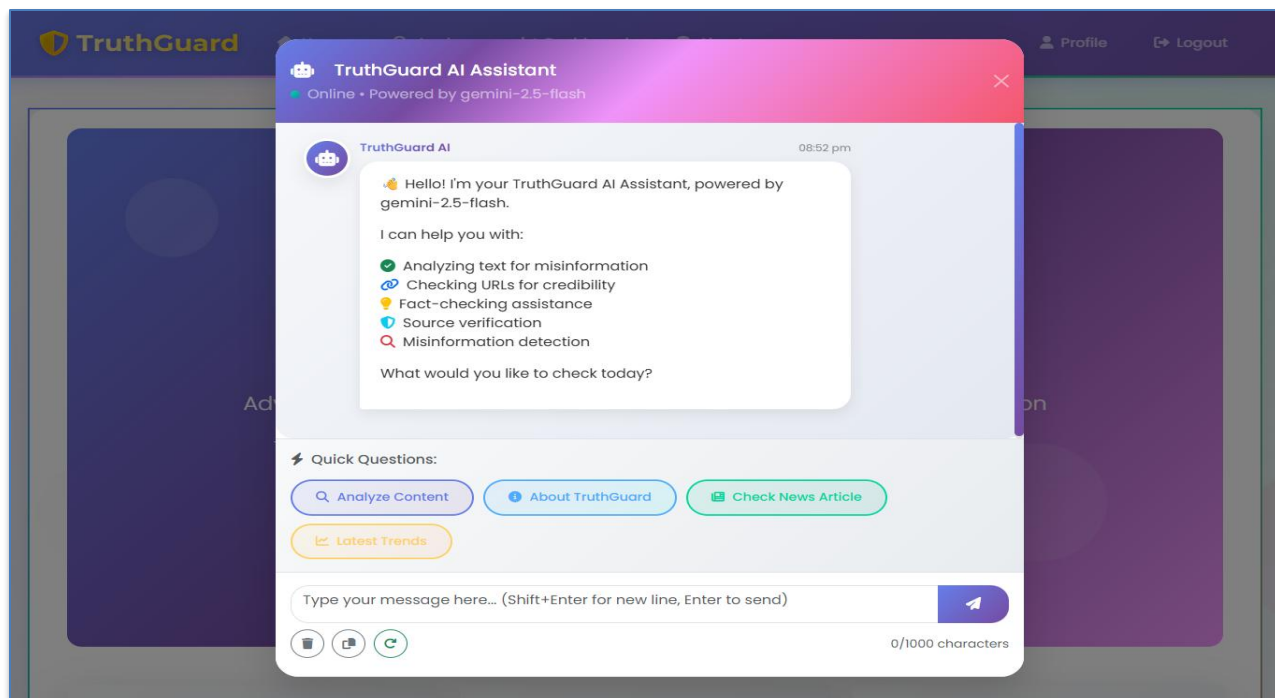 TruthGuard
Profile
Logout
TruthGuard AI Assistant
Online • Powered by gemini-2.5-flash
TruthGuard AI
08:52 pm
👋 Hello! I'm your TruthGuard AI Assistant, powered by
gemini-2.5-flash.
I can help you with:
Analyzing text for misinformation
Checking URLs for credibility
Fact-checking assistance
Source verification
Misinformation detection
What would you like to check today?
Quick Questions:
Analyze Content
About TruthGuard
Check News Article
Latest Trends
Type your message here... (Shift+Enter for new line, Enter to send)
0/1000 characters